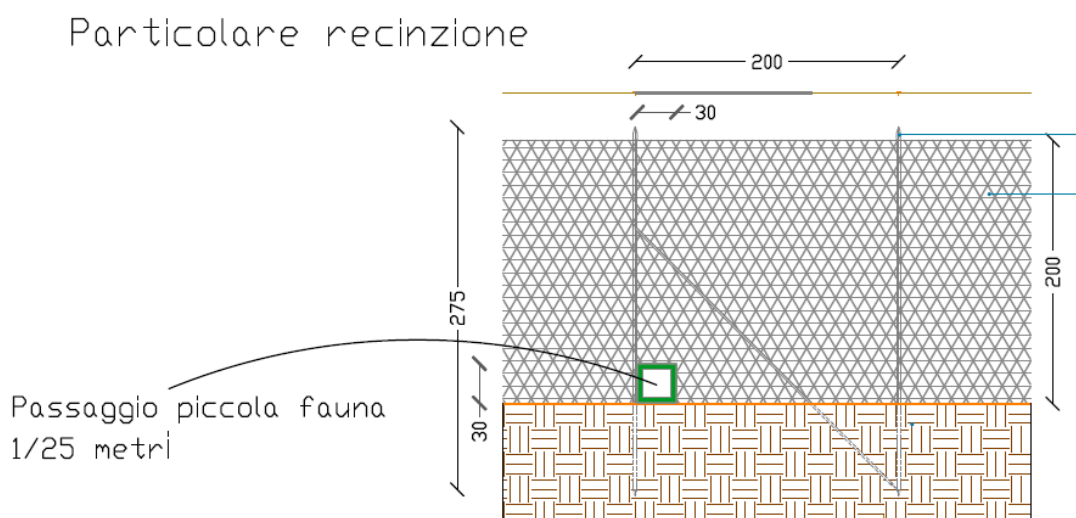 Particolare recinzione
200
30
275
200
30
Passaggio piccola fauna
1/25 metri